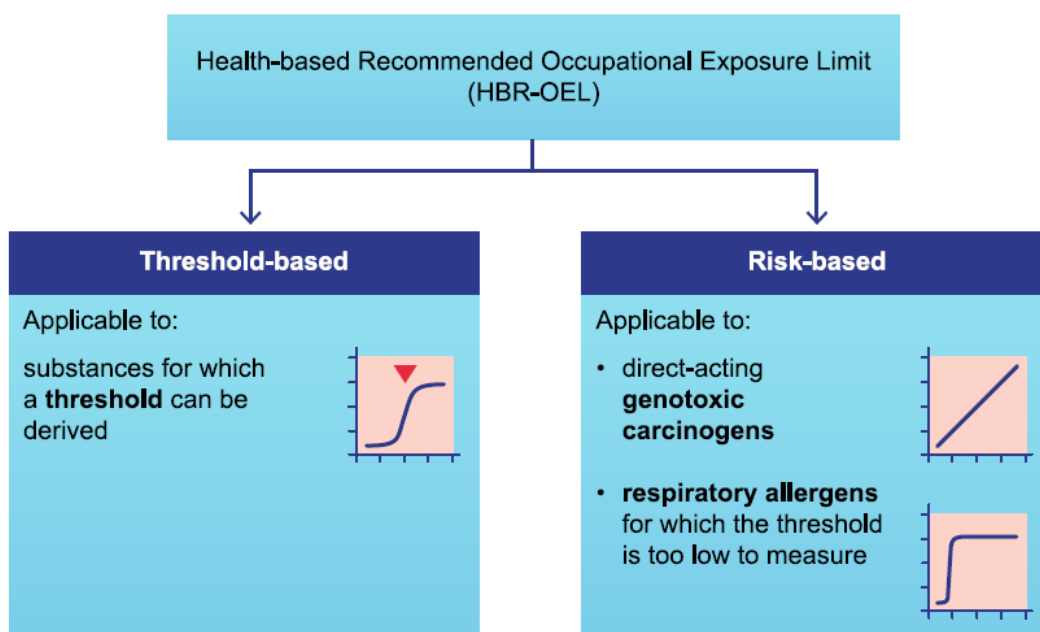 Health-based Recommended Occupational Exposure Limit
(HBR-OEL)
Threshold-based
Applicable to:
substances for which
a threshold can be
derived
Risk-based
Applicable to:
• direct-acting
genotoxic
carcinogens
• respiratory allergens
for which the threshold
is too low to measure